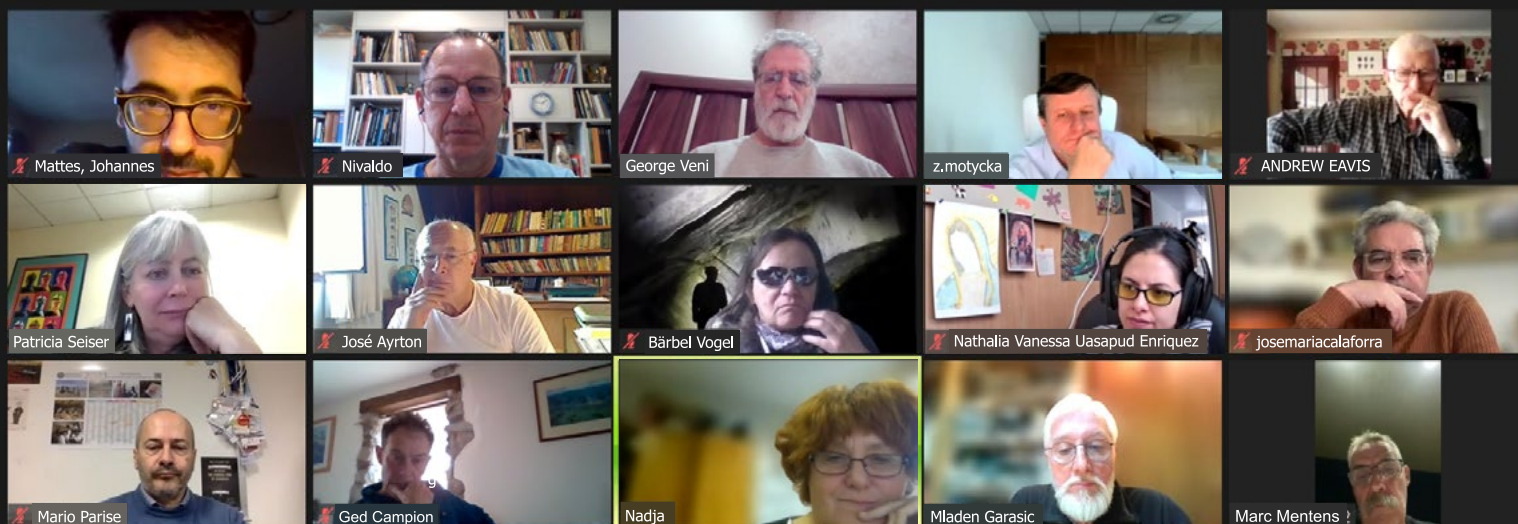 Mattes, Johannes
Nivaldo
George Veni
z.motycka
ANDREW EAVIS
Patricia Seiser
José Ayrton
Bärbel Vogel
Nathalia Vanessa Uasapud Enriquez
josemariacalaforra
Mario Parise
Ged Campion
g
Nadja
Mladen Garasic
Marc Mentens